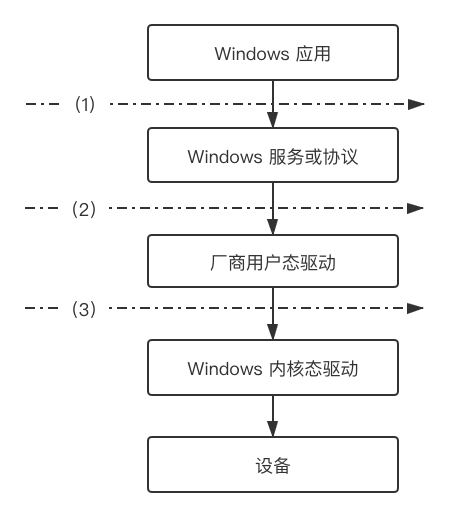 Windows 应用
(1)
Windows 服务或协议
(2)
厂商用户态驱动
(3)
Windows 内核态驱动
设备